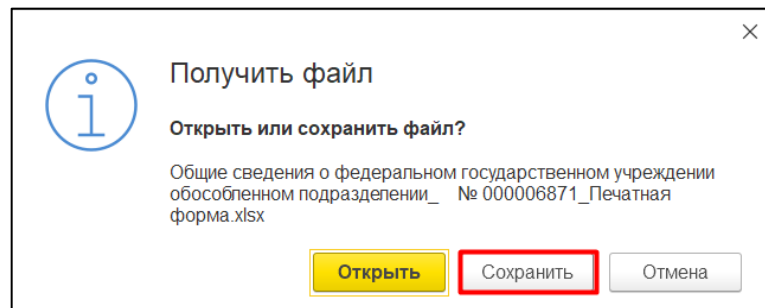 Получить файл
Открыть или сохранить файл?
Общие сведения о федеральном государственном учреждении
обособленном подразделении_ № 000006871_Печатная
форма.xlsx
Открыть Сохранить Отмена